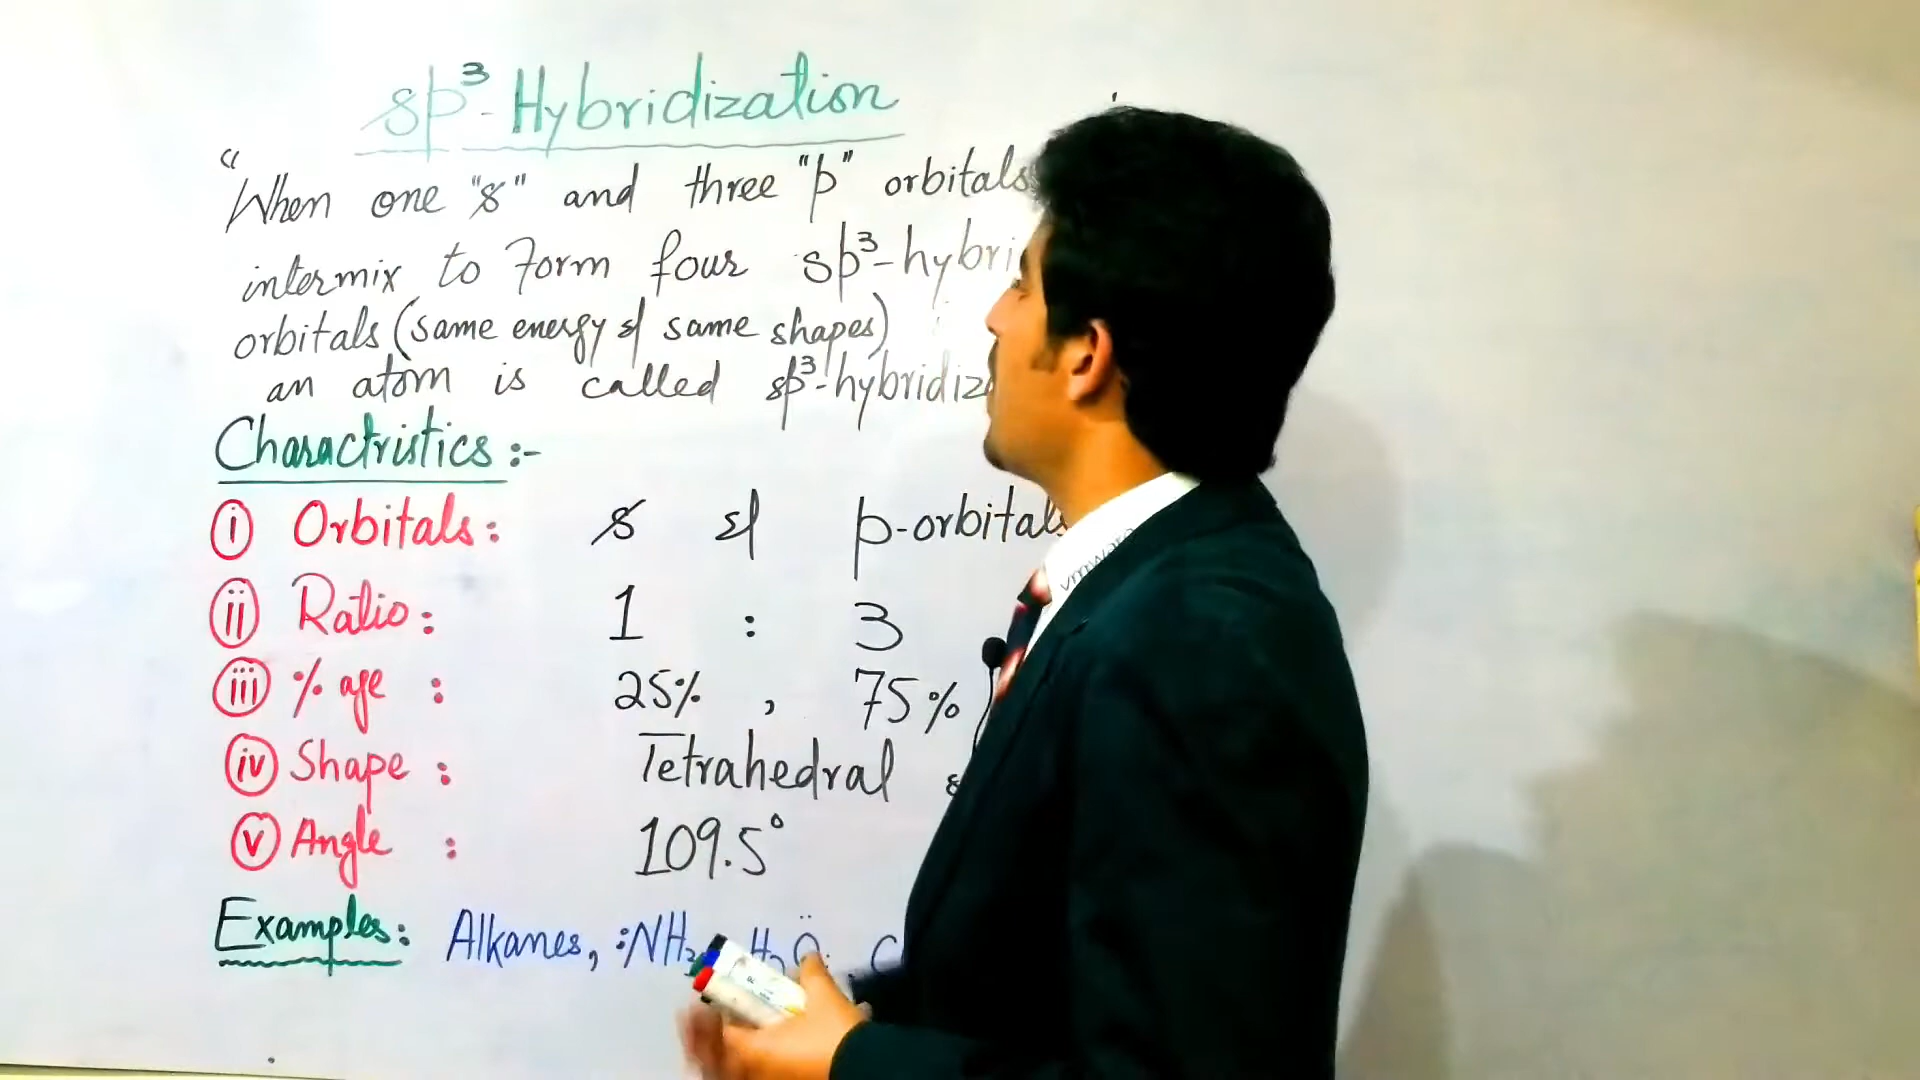 sp³-Hybridization
"When one "s" and three "p" orbitals
intermix to form four sp³-hybri
orbitals (same energy & same shapes)
an atom is called sp³-hybridiz
Charactristics :-
(i) Orbitals: s & p-orbitals
(ii) Ratio: 1 : 3
(iii) % age : 25% , 75%
(iv) Shape : Tetrahedral
(v) Angle : 109.5°
Examples: Alkanes, :NH₃ H₂Ö: , C
vmware